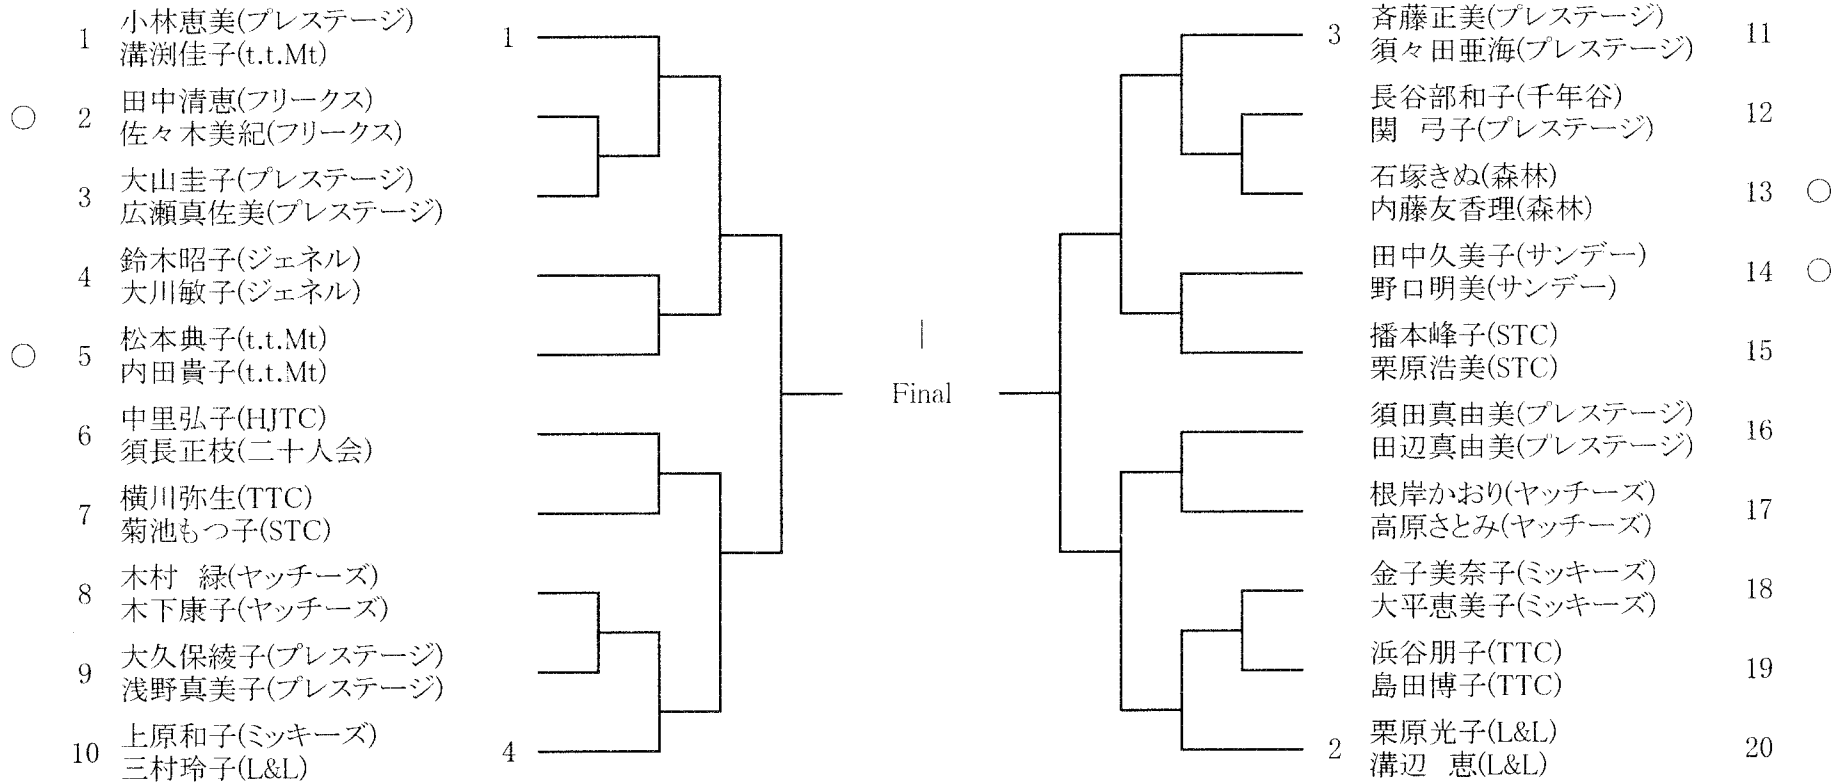 1 小林恵美(プレステージ) 1
溝渕佳子(t.t.Mt)
○ 2 田中清恵(フリークス)
佐々木美紀(フリークス)
3 大山圭子(プレステージ)
広瀬真佐美(プレステージ)
4 鈴木昭子(ジェネル)
大川敏子(ジェネル)
○ 5 松本典子(t.t.Mt)
内田貴子(t.t.Mt)
6 中里弘子(HJTC)
須長正枝(二十人会)
7 横川弥生(TTC)
菊池もつ子(STC)
8 木村 緑(ヤッチーズ)
木下康子(ヤッチーズ)
9 大久保綾子(プレステージ)
浅野真美子(プレステージ)
10 上原和子(ミッキーズ) 4
三村玲子(L&L)
Final
3 斉藤正美(プレステージ) 11
須々田亜海(プレステージ)
長谷部和子(千年谷) 12
関 弓子(プレステージ)
石塚きぬ(森林) 13 ○
内藤友香理(森林)
田中久美子(サンデー) 14 ○
野口明美(サンデー)
播本峰子(STC) 15
栗原浩美(STC)
須田真由美(プレステージ) 16
田辺真由美(プレステージ)
根岸かおり(ヤッチーズ) 17
高原さとみ(ヤッチーズ)
金子美奈子(ミッキーズ) 18
大平恵美子(ミッキーズ)
浜谷朋子(TTC) 19
島田博子(TTC)
2 栗原光子(L&L) 20
溝辺 恵(L&L)